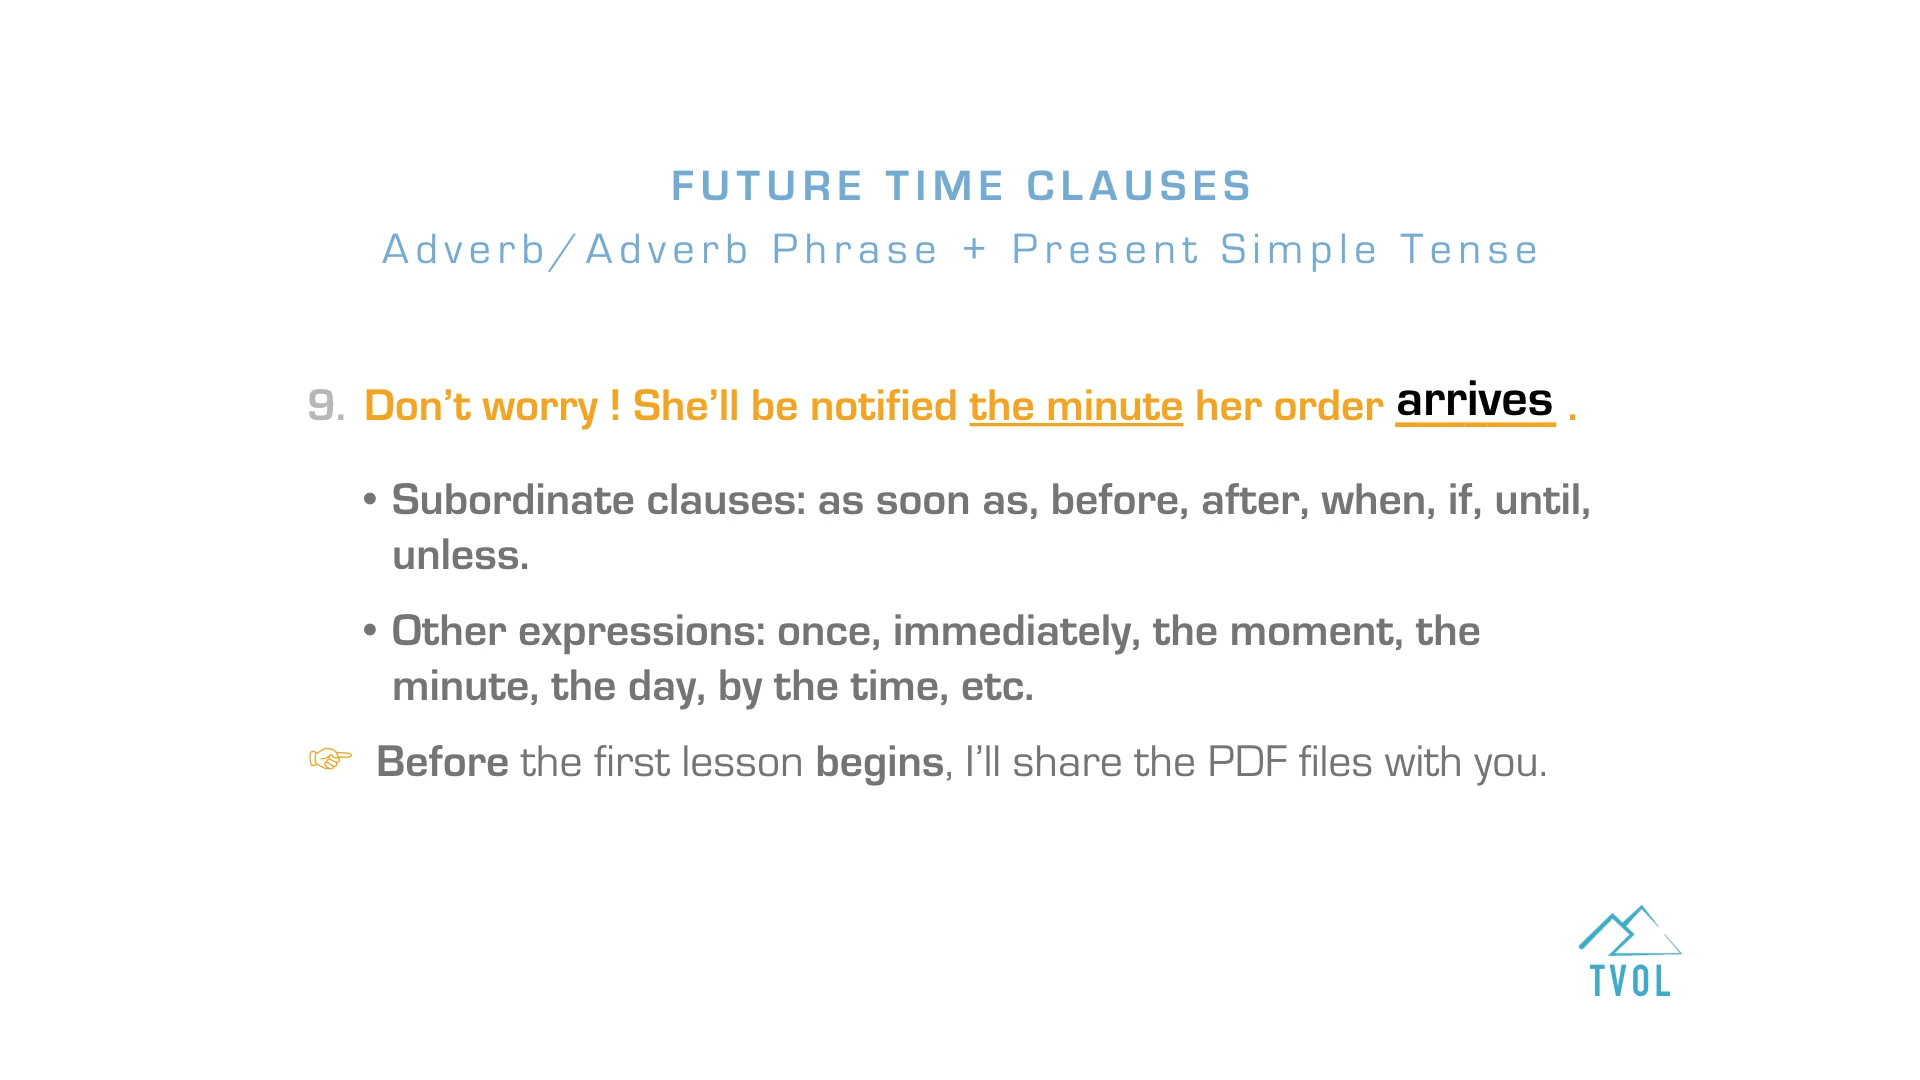 FUTURE TIME CLAUSES
Adverb/Adverb Phrase + Present Simple Tense
9. Don’t worry ! She’ll be notified the minute her order arrives .
• Subordinate clauses: as soon as, before, after, when, if, until,
unless.
• Other expressions: once, immediately, the moment, the
minute, the day, by the time, etc.
☞ Before the first lesson begins, I’ll share the PDF files with you.
TVOL